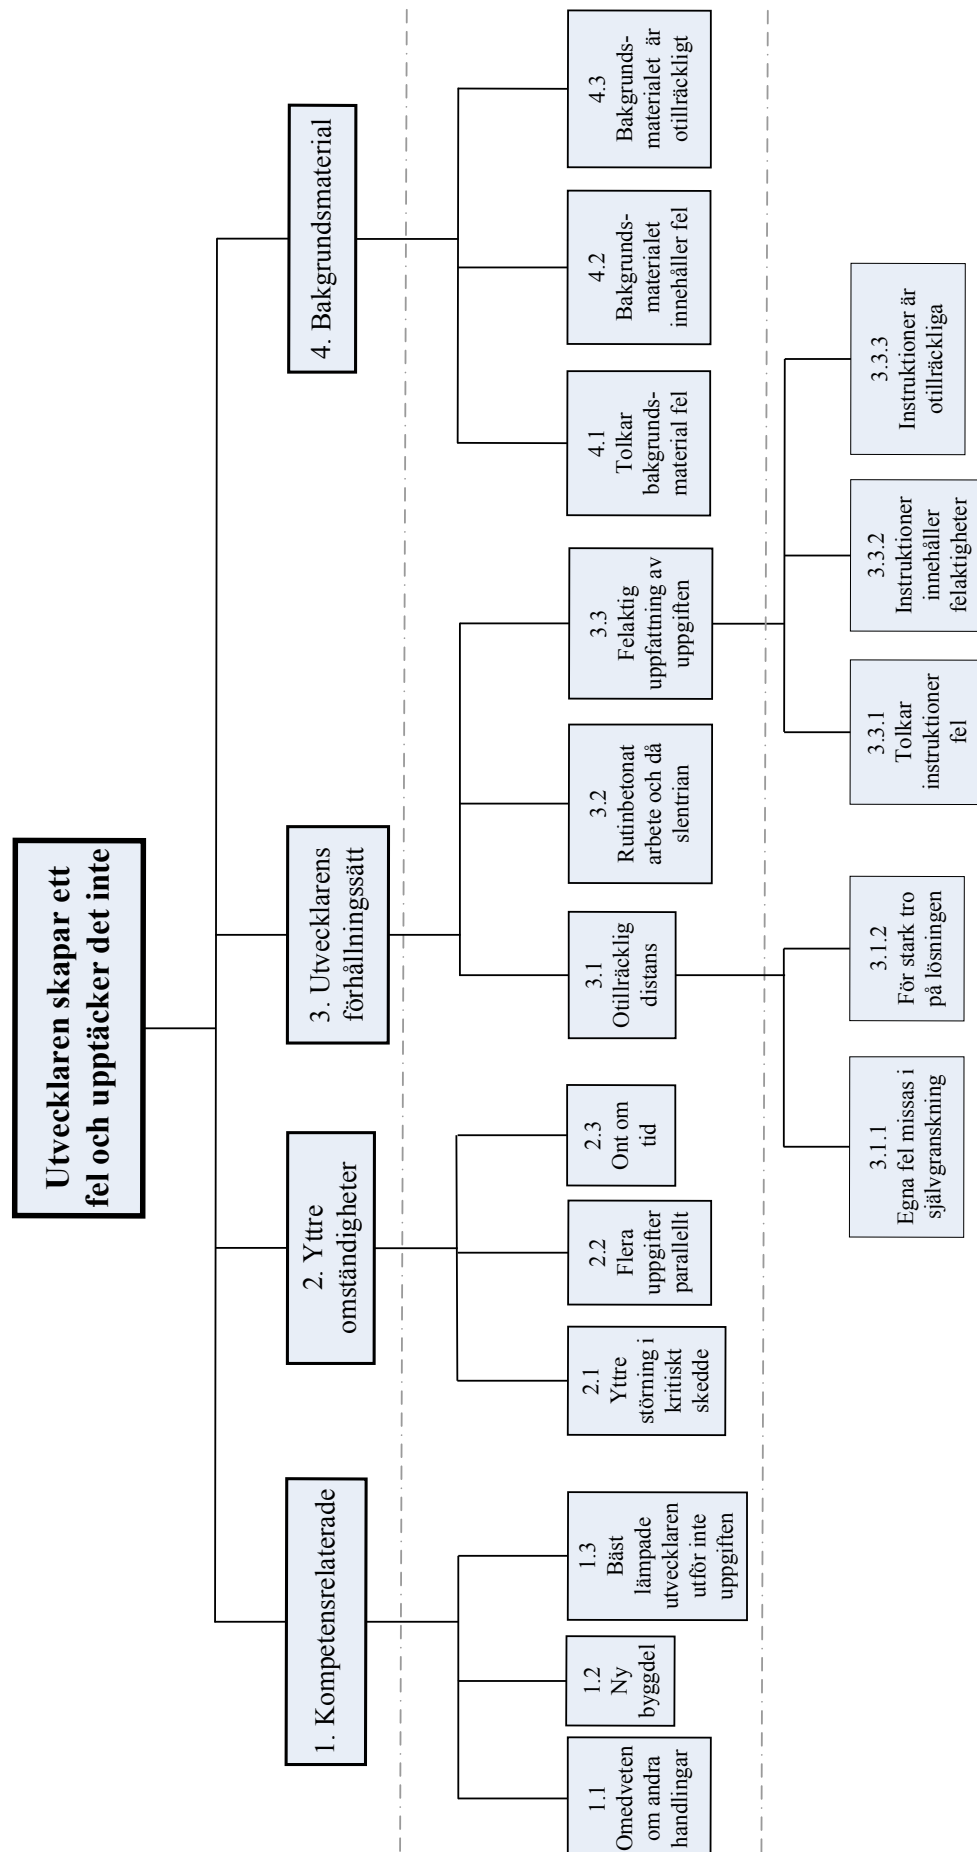 Utvecklaren skapar ett
fel och upptäcker det inte
1. Kompetensrelaterade
2. Yttre
omständigheter
3. Utvecklarens
förhållningssätt
4. Bakgrundsmaterial
1.1
Omedveten
om andra
handlingar
1.2
Ny
byggdel
1.3
Bäst
lämpade
utvecklaren
utför inte
uppgiften
2.1
Yttre
störning i
kritiskt
skedde
2.2
Flera
uppgifter
parallellt
2.3
Ont om
tid
3.1
Otillräcklig
distans
3.2
Rutinbetonat
arbete och då
slentrian
3.3
Felaktig
uppfattning av
uppgiften
4.1
Tolkar
bakgrunds-
material fel
4.2
Bakgrunds-
materialet
innehåller fel
4.3
Bakgrunds-
materialet är
otillräckligt
3.1.1
Egna fel missas i
självgranskning
3.1.2
För stark tro
på lösningen
3.3.1
Tolkar
instruktioner
fel
3.3.2
Instruktioner
innehåller
felaktigheter
3.3.3
Instruktioner är
otillräckliga